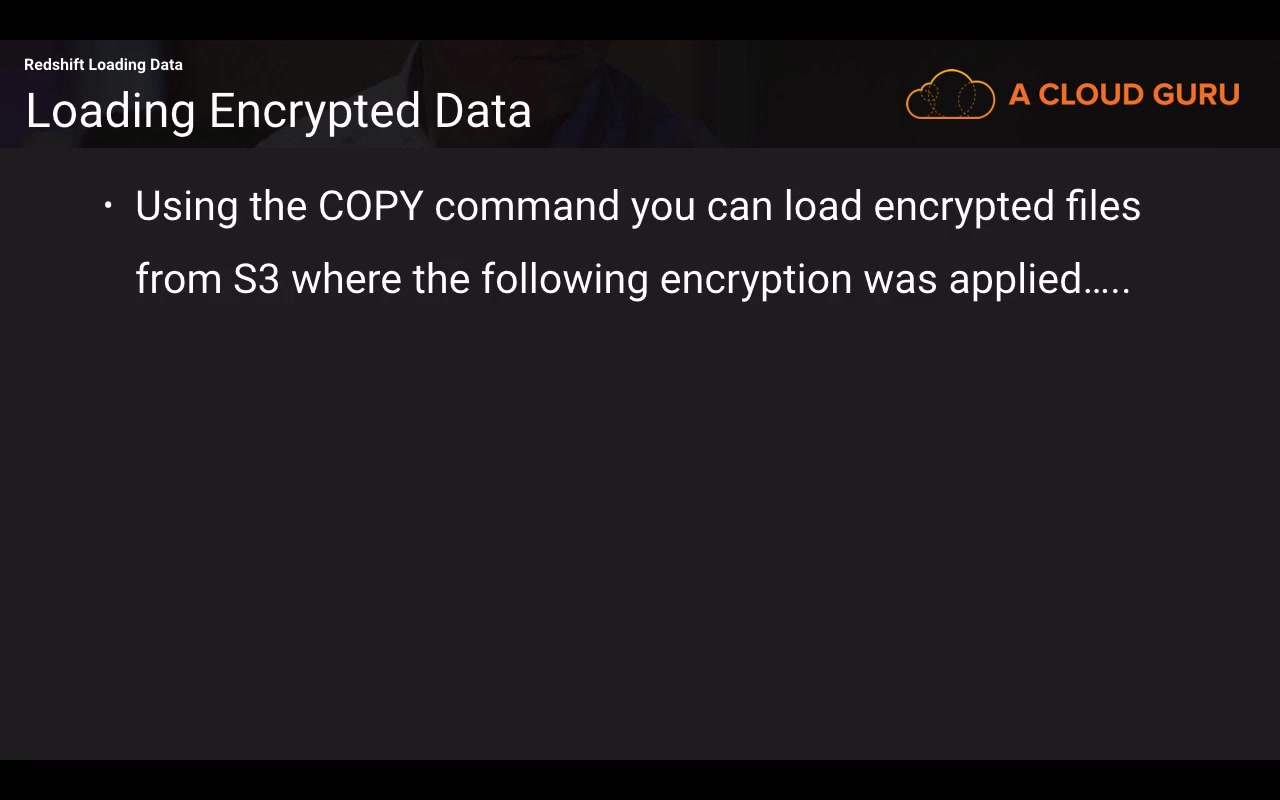 Redshift Loading Data
Loading Encrypted Data
A CLOUD GURU
• Using the COPY command you can load encrypted files
from S3 where the following encryption was applied…..